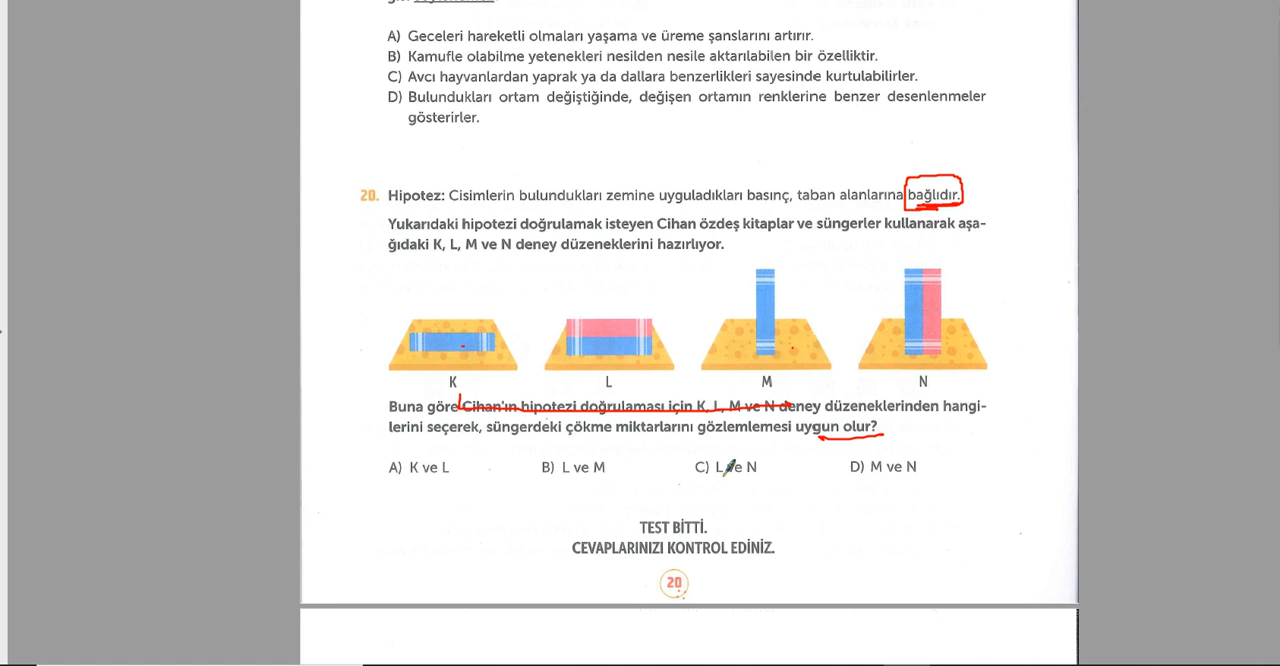 A) Geceleri hareketli olmaları yaşama ve üreme şanslarını artırır.
B) Kamufle olabilme yetenekleri nesilden nesile aktarılabilen bir özelliktir.
C) Avcı hayvanlardan yaprak ya da dallara benzerlikleri sayesinde kurtulabilirler.
D) Bulundukları ortam değiştiğinde, değişen ortamın renklerine benzer desenlenmeler
gösterirler.
20. Hipotez: Cisimlerin bulundukları zemine uyguladıkları basınç, taban alanlarına bağlıdır.
Yukarıdaki hipotezi doğrulamak isteyen Cihan özdeş kitaplar ve süngerler kullanarak aşa-
ğıdaki K, L, M ve N deney düzeneklerini hazırlıyor.
K L M N
Buna göre Cihan'ın hipotezi doğrulaması için K, L, M ve N deney düzeneklerinden hangi-
lerini seçerek, süngerdeki çökme miktarlarını gözlemlemesi uygun olur?
A) K ve L B) L ve M C) L ve N D) M ve N
TEST BİTTİ.
CEVAPLARINIZI KONTROL EDİNİZ.
20